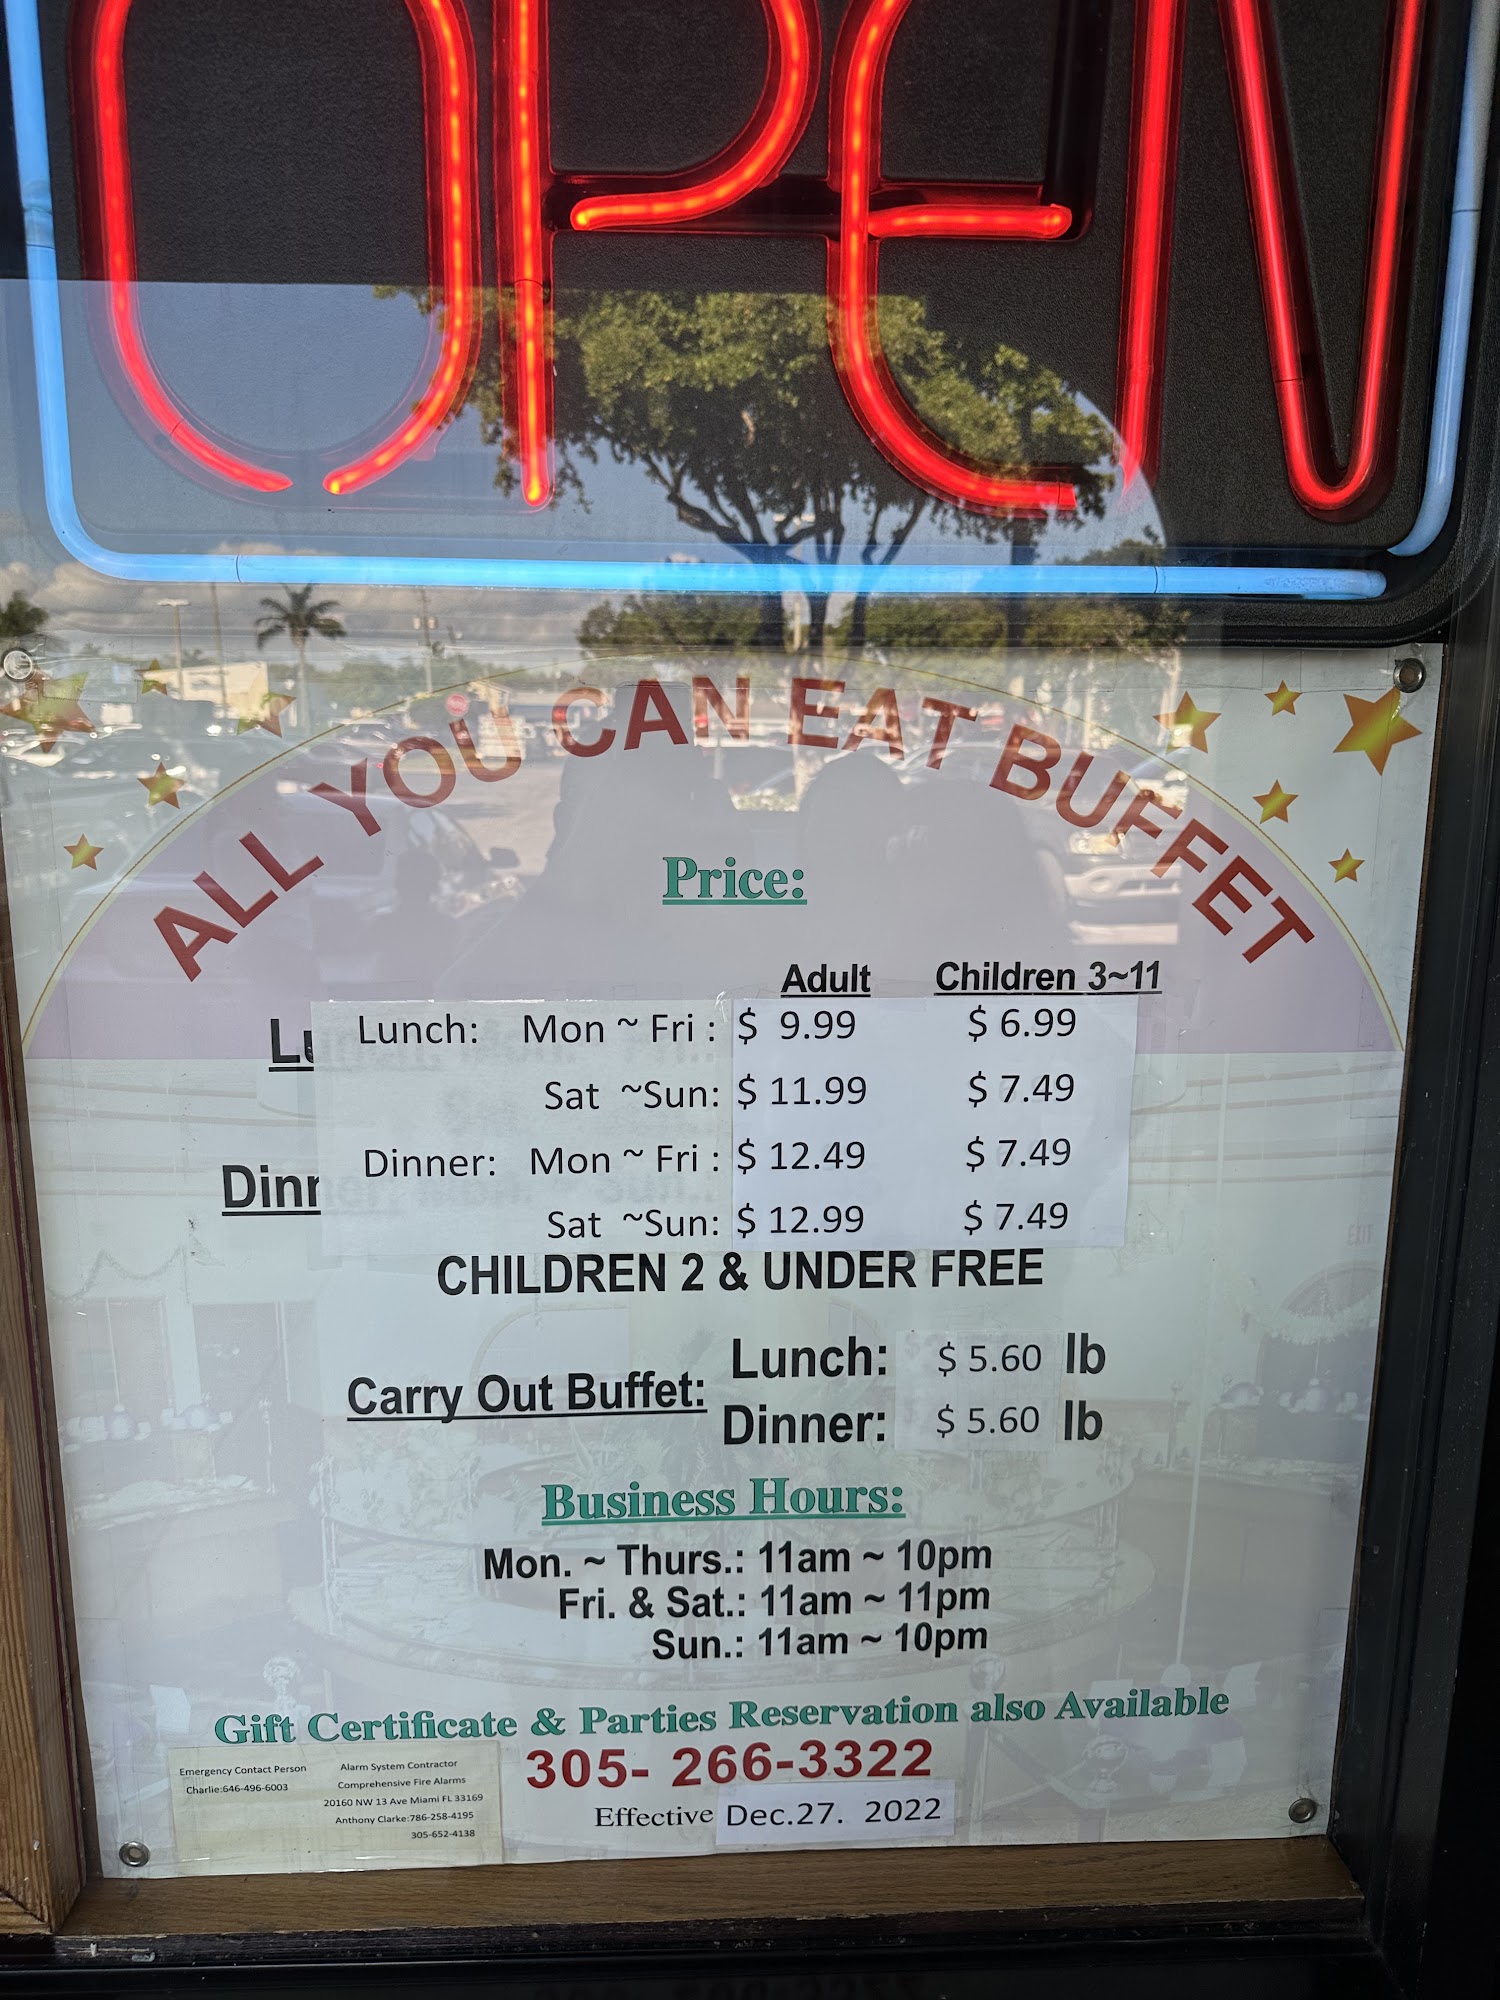 OPEN
ALL YOU CAN EAT BUFFET
Price:
Adult Children 3~11
Lunch: Mon ~ Fri : $ 9.99 $ 6.99
Sat ~Sun: $ 11.99 $ 7.49
Dinner: Mon ~ Fri : $ 12.49 $ 7.49
Sat ~Sun: $ 12.99 $ 7.49
CHILDREN 2 & UNDER FREE
Carry Out Buffet:
Lunch: $ 5.60 lb
Dinner: $ 5.60 lb
Business Hours:
Mon. ~ Thurs.: 11am ~ 10pm
Fri. & Sat.: 11am ~ 11pm
Sun.: 11am ~ 10pm
Gift Certificate & Parties Reservation also Available
305- 266-3322
Effective Dec.27. 2022
Emergency Contact Person
Charlie:646-496-6003
Alarm System Contractor
Comprehensive Fire Alarms
20160 NW 13 Ave Miami FL 33169
Anthony Clarke:786-258-4195
305-652-4138